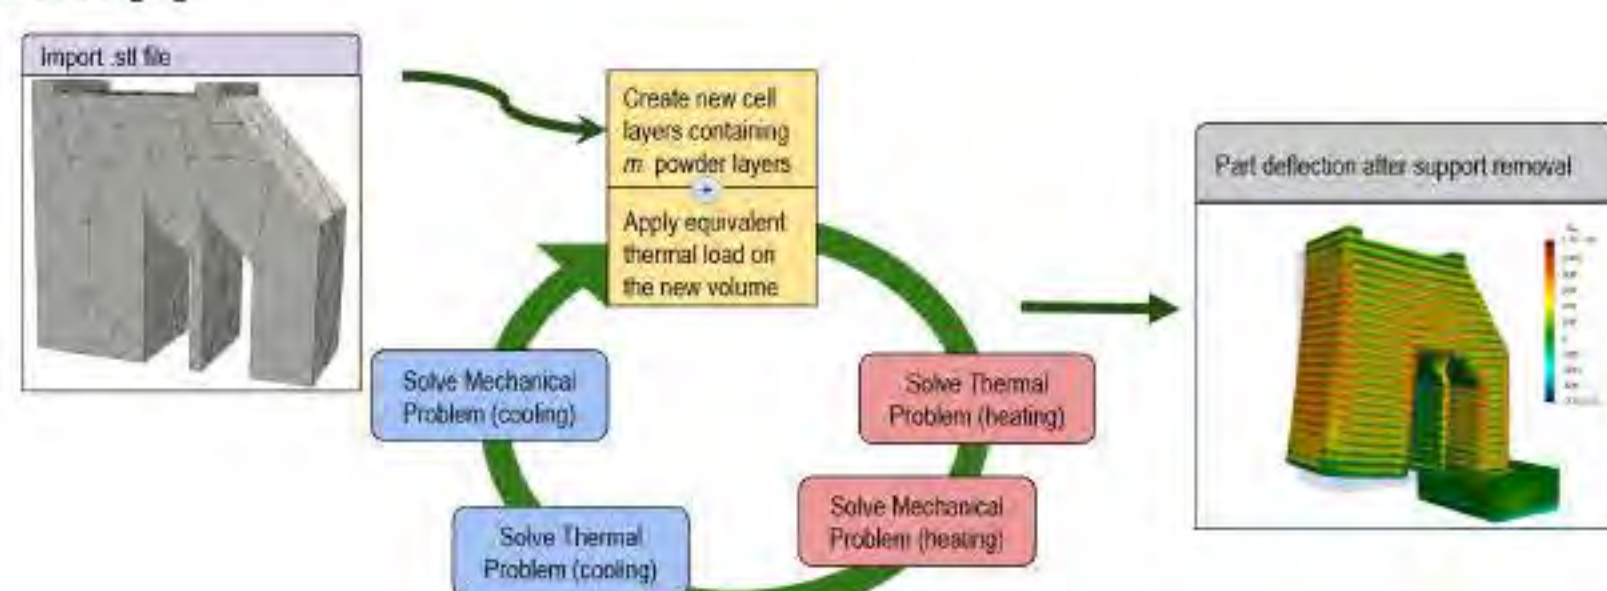 Import .stl file
Create new cell
layers containing
m powder layers
Apply equivalent
thermal load on
the new volume
Part deflection after support removal
Solve Mechanical
Problem (cooling)
Solve Thermal
Problem (heating)
Solve Mechanical
Problem (heating)
Solve Thermal
Problem (cooling)